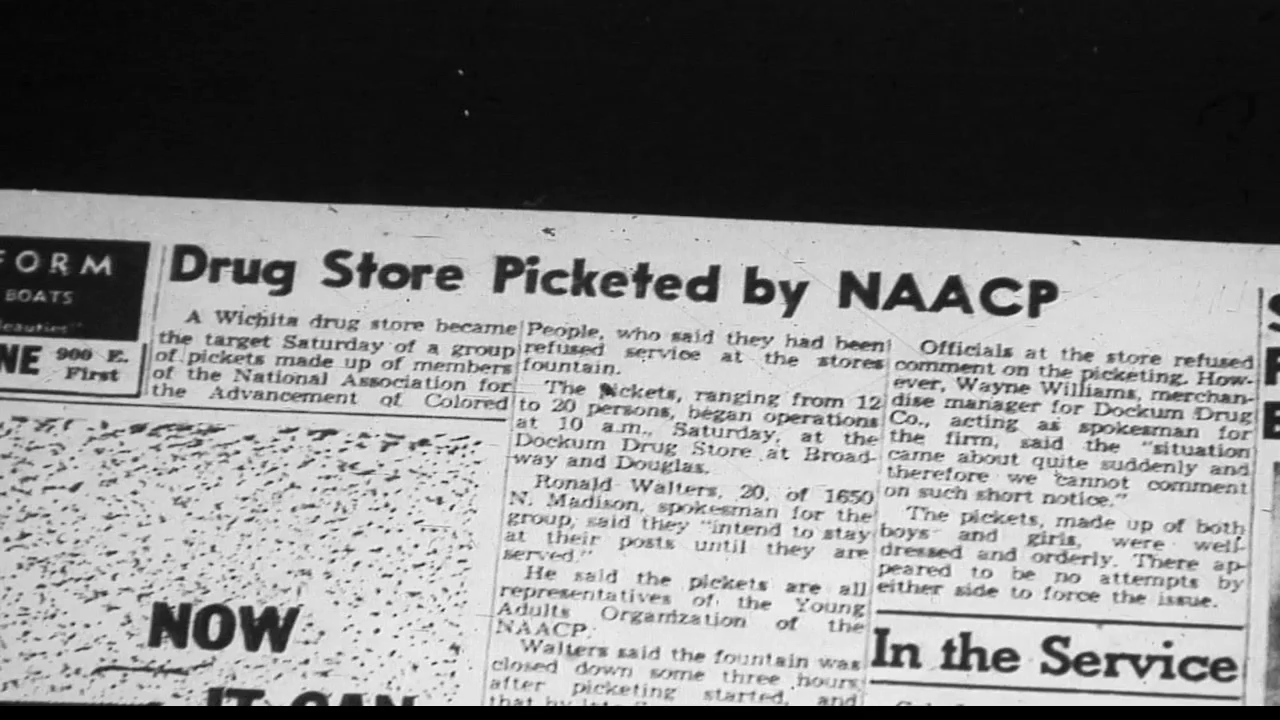 FORM
BOATS
NE 900 E.
First
Drug Store Picketed by NAACP
A Wichita drug store became
the target Saturday of a group
of pickets made up of members
of the National Association for
the Advancement of Colored
People, who said they had been
refused service at the stores
fountain.
The pickets, ranging from 12
to 20 persons, began operations
at 10 a.m., Saturday, at the
Dockum Drug Store at Broad-
way and Douglas.
Ronald Walters, 20, of 1650
N. Madison, spokesman for the
group, said they "intend to stay
at their posts until they are
served."
He said the pickets are all
representatives of the Young
Adults Organization of the
NAACP.
Walters said the fountain was
closed down some three hours
after picketing started, and
that by
Officials at the store refused
comment on the picketing. How-
ever, Wayne Williams, merchan-
dise manager for Dockum Drug
Co., acting as spokesman for
the firm, said the "situation
came about quite suddenly and
therefore we cannot comment
on such short notice."
The pickets, made up of both
boys and girls, were well-
dressed and orderly. There ap-
peared to be no attempts by
either side to force the issue.
In the Service
NOW
IT CAN